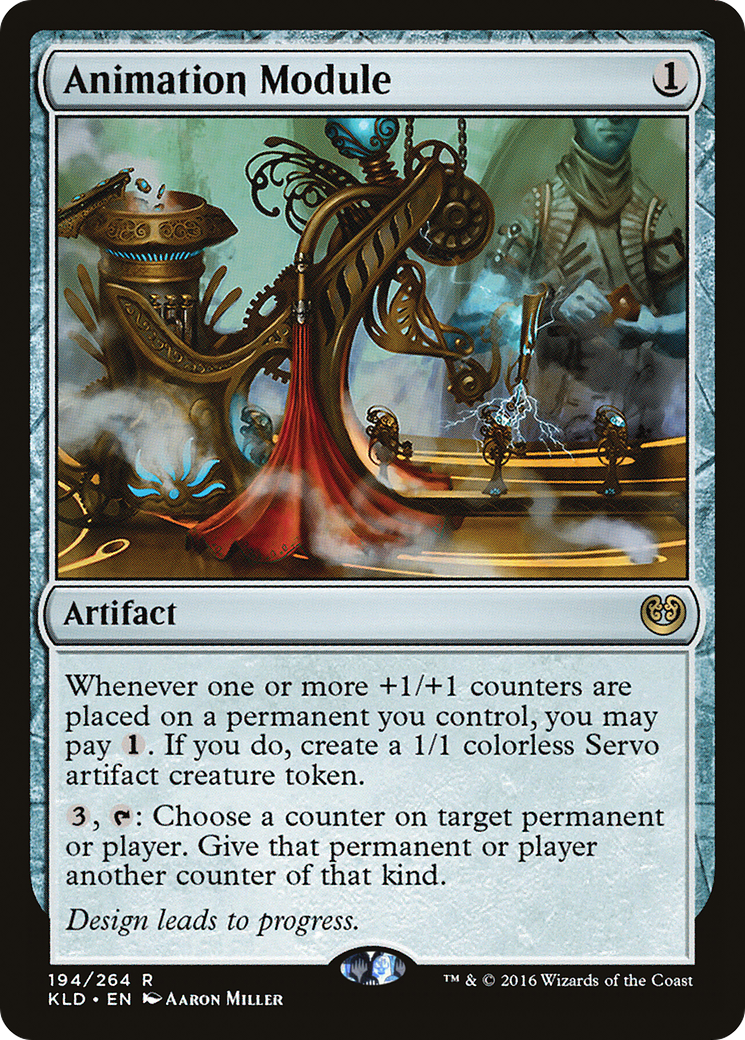 Animation Module 1
Artifact
Whenever one or more +1/+1 counters are
placed on a permanent you control, you may
pay 1. If you do, create a 1/1 colorless Servo
artifact creature token.
3, : Choose a counter on target permanent
or player. Give that permanent or player
another counter of that kind.
Design leads to progress.
194/264 R
KLD • EN Aaron Miller
™ & © 2016 Wizards of the Coast